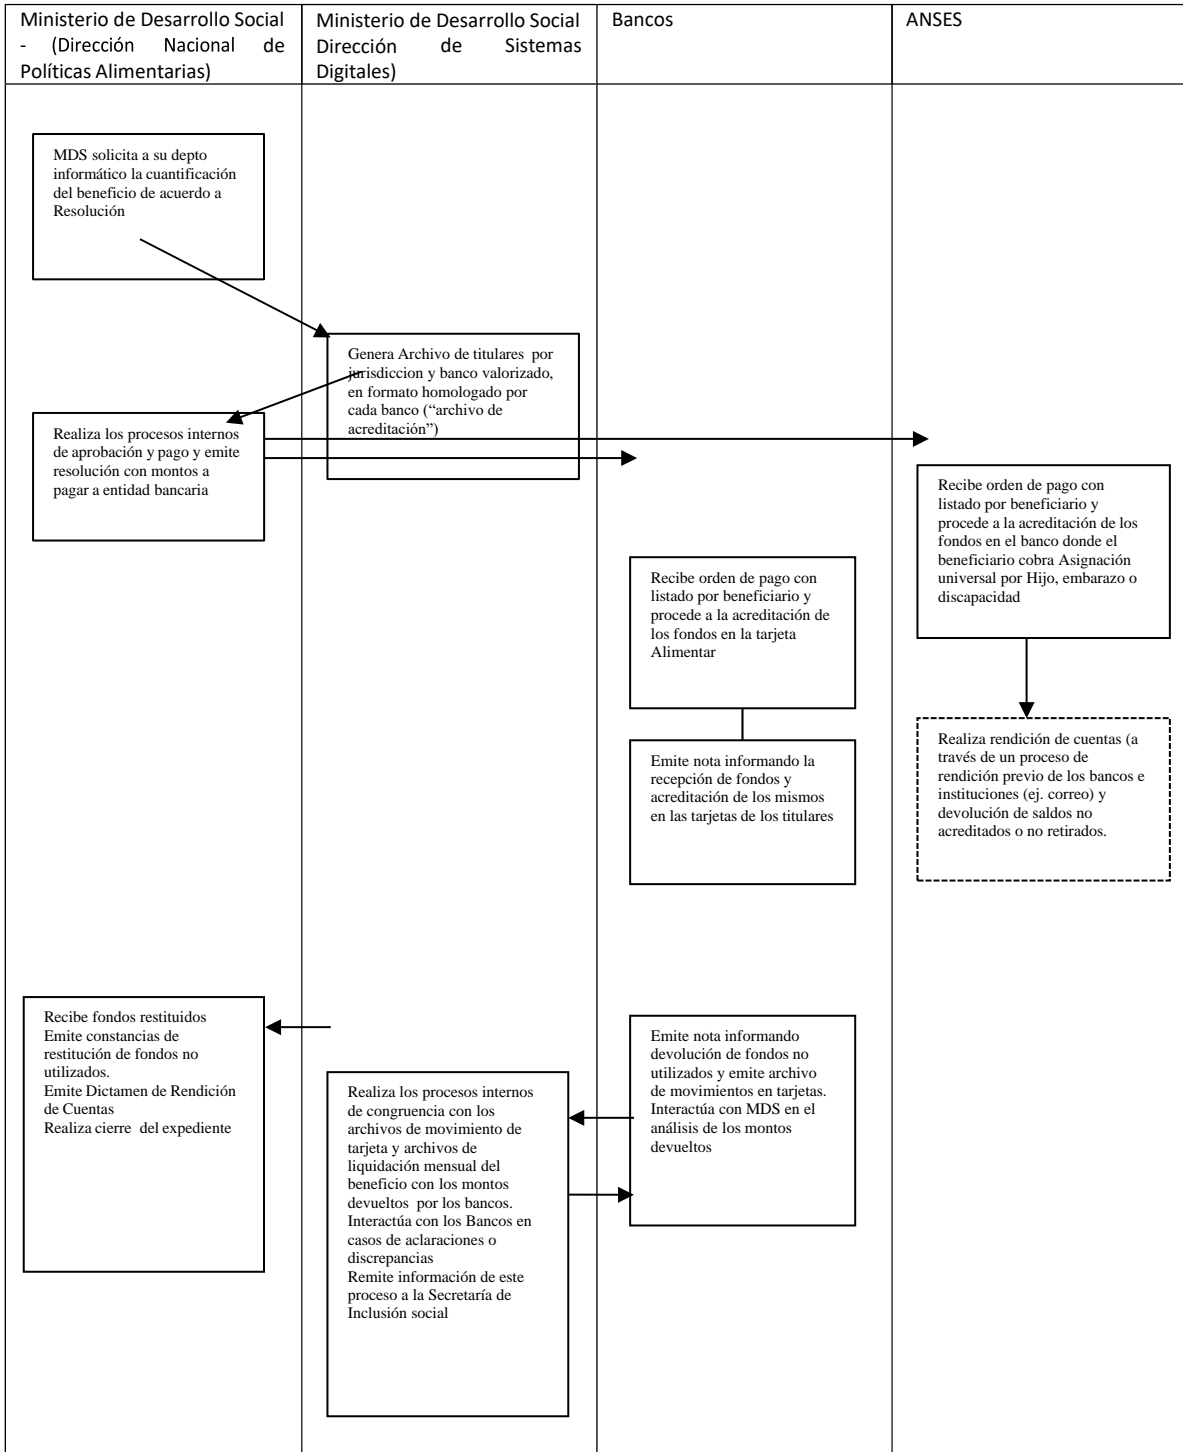 Ministerio de Desarrollo Social
- (Dirección Nacional de
Políticas Alimentarias)
Ministerio de Desarrollo Social
Dirección de Sistemas
Digitales)
Bancos
ANSES
MDS solicita a su depto
informático la cuantificación
del beneficio de acuerdo a
Resolución
Genera Archivo de titulares por
jurisdiccion y banco valorizado,
en formato homologado por
cada banco (“archivo de
acreditación”)
Realiza los procesos internos
de aprobación y pago y emite
resolución con montos a
pagar a entidad bancaria
Recibe orden de pago con
listado por beneficiario y
procede a la acreditación de los
fondos en el banco donde el
beneficiario cobra Asignación
universal por Hijo, embarazo o
discapacidad
Recibe orden de pago con
listado por beneficiario y
procede a la acreditación de
los fondos en la tarjeta
Alimentar
Emite nota informando la
recepción de fondos y
acreditación de los mismos
en las tarjetas de los titulares
Realiza rendición de cuentas (a
través de un proceso de
rendición previo de los bancos e
instituciones (ej. correo) y
devolución de saldos no
acreditados o no retirados.
Recibe fondos restituidos
Emite constancias de
restitución de fondos no
utilizados.
Emite Dictamen de Rendición
de Cuentas
Realiza cierre del expediente
Realiza los procesos internos
de congruencia con los
archivos de movimiento de
tarjeta y archivos de
liquidación mensual del
beneficio con los montos
devueltos por los bancos.
Interactúa con los Bancos en
casos de aclaraciones o
discrepancias
Remite información de este
proceso a la Secretaría de
Inclusión social
Emite nota informando
devolución de fondos no
utilizados y emite archivo
de movimientos en tarjetas.
Interactúa con MDS en el
análisis de los montos
devueltos